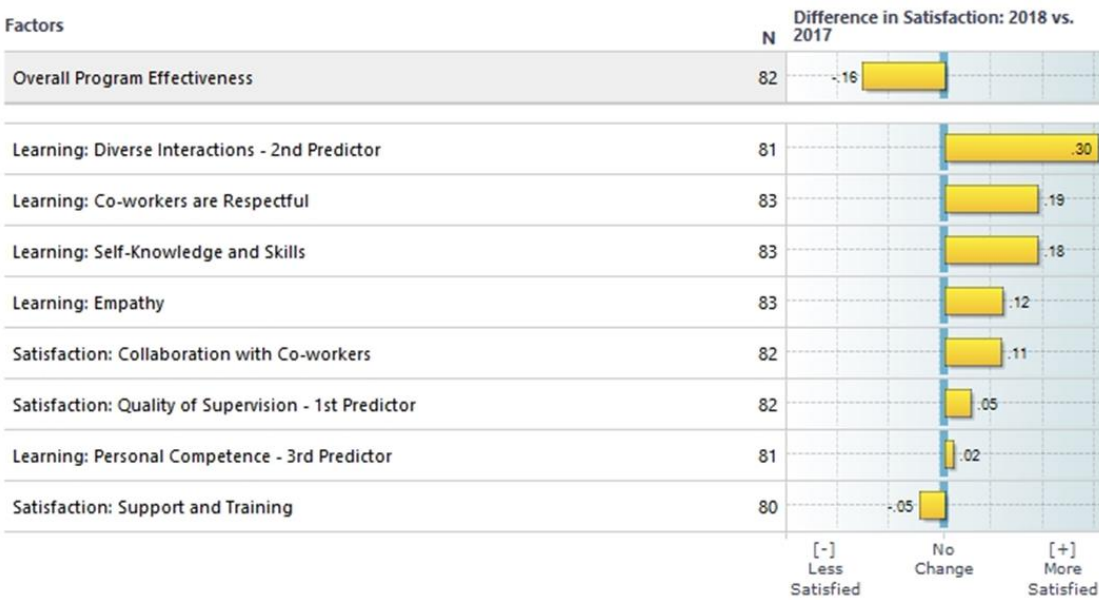 Factors
N
Difference in Satisfaction: 2018 vs.
2017
Overall Program Effectiveness 82 -.16
Learning: Diverse Interactions - 2nd Predictor 81 .30
Learning: Co-workers are Respectful 83 .19
Learning: Self-Knowledge and Skills 83 .18
Learning: Empathy 83 .12
Satisfaction: Collaboration with Co-workers 82 .11
Satisfaction: Quality of Supervision - 1st Predictor 82 .05
Learning: Personal Competence - 3rd Predictor 81 .02
Satisfaction: Support and Training 80 -.05
[-] No [+]
Less Change More
Satisfied Satisfied